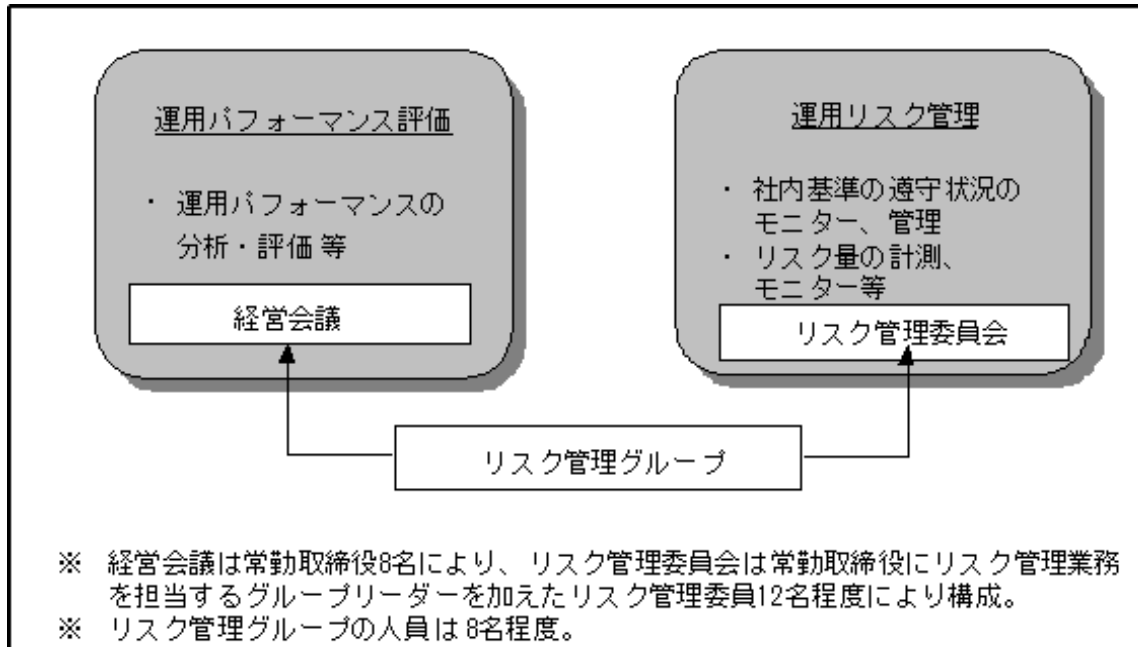 運用パフォーマンス評価
・ 運用パフォーマンスの
分析・評価等
経営会議
運用リスク管理
・ 社内基準の遵守状況の
モニター、管理
・ リスク量の計測、
モニター等
リスク管理委員会
リスク管理グループ
※ 経営会議は常勤取締役8名により、リスク管理委員会は常勤取締役にリスク管理業務
を担当するグループリーダーを加えたリスク管理委員12名程度により構成。
※ リスク管理グループの人員は8名程度。